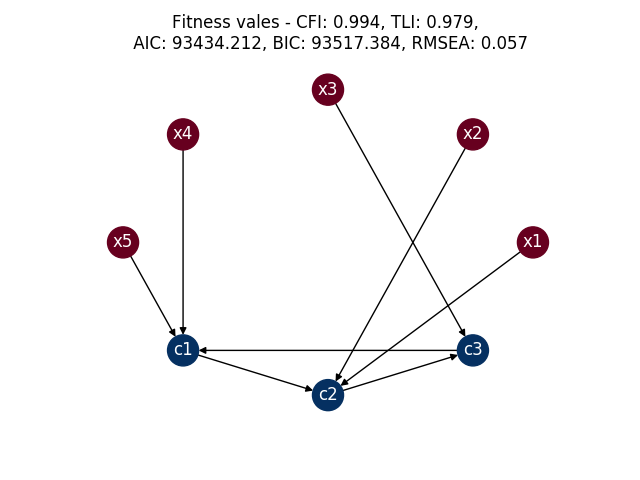 Fitness vales - CFI: 0.994, TLI: 0.979,
AIC: 93434.212, BIC: 93517.384, RMSEA: 0.057
x3
x4
x2
x5
x1
c1
c3
c2